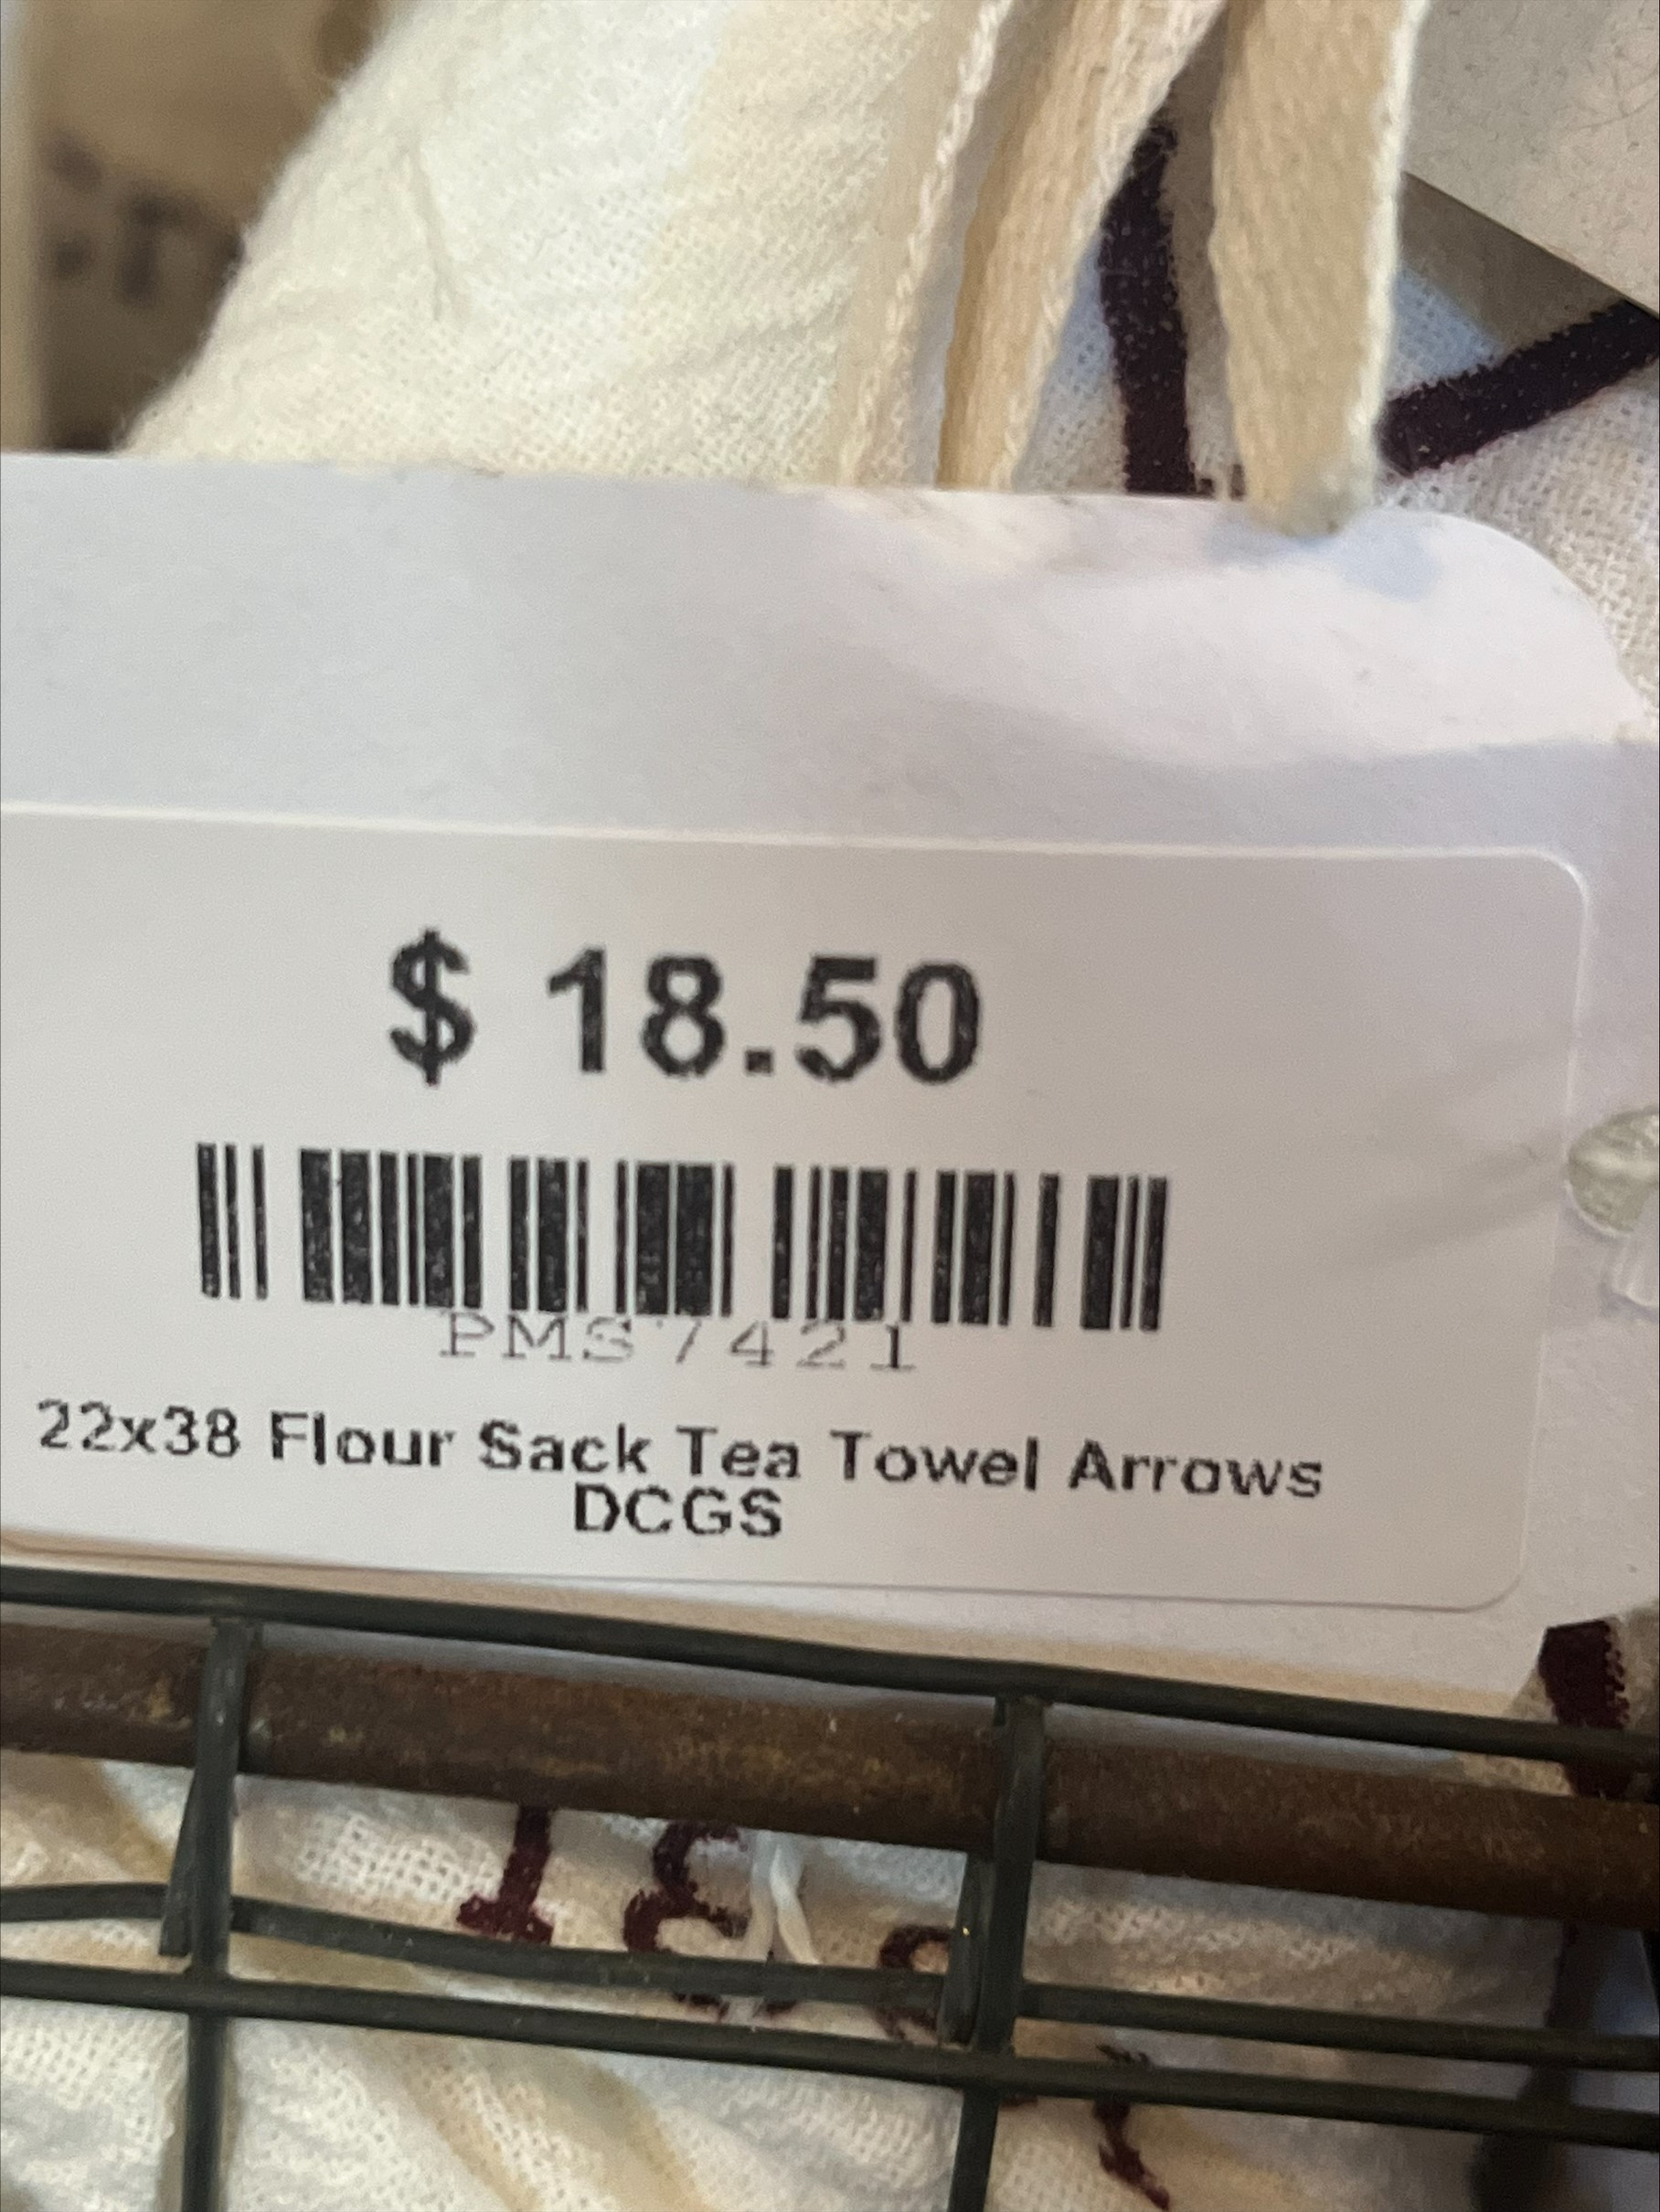 $ 18.50
PMS7421
22x38 Flour Sack Tea Towel Arrows
DCGS